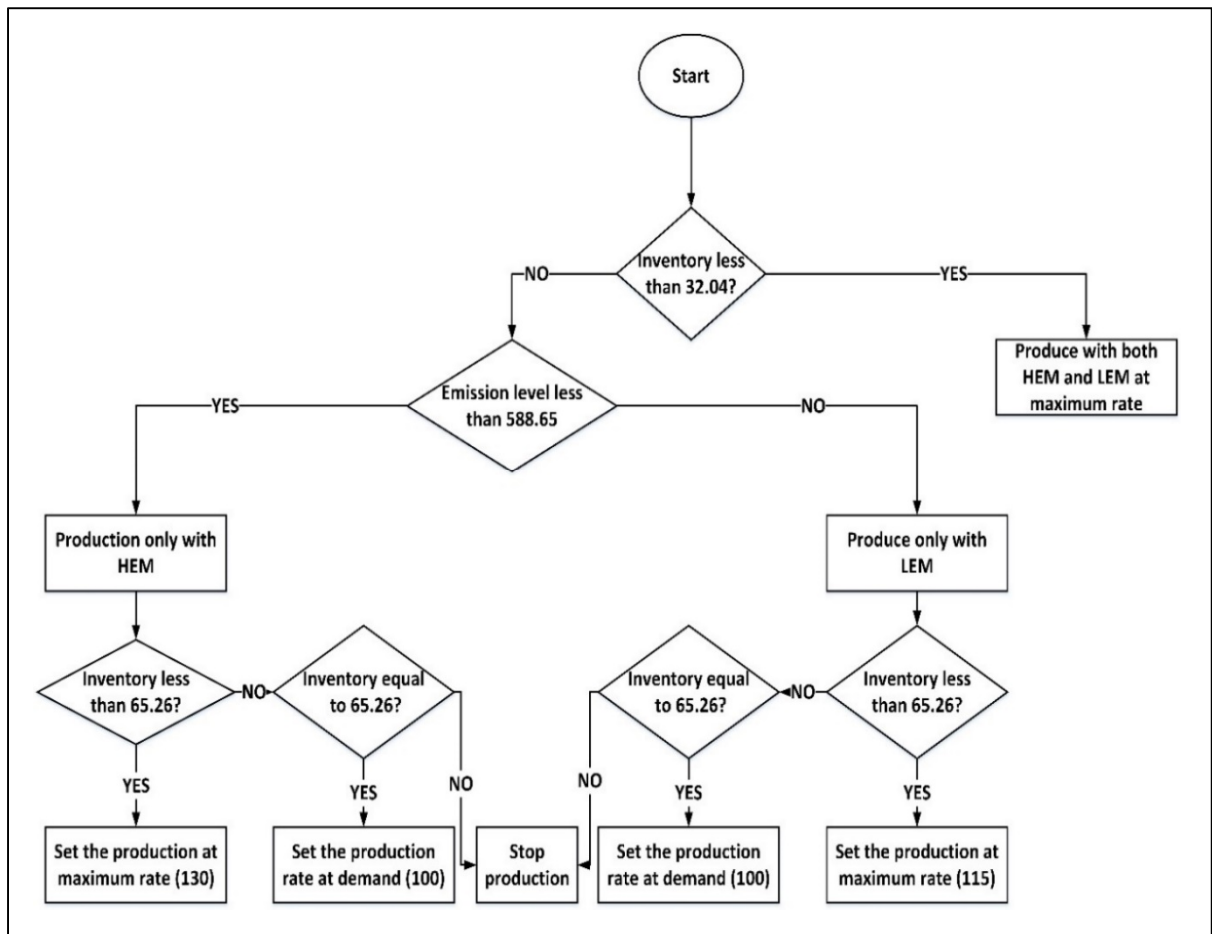 Start
Inventory less
than 32.04?
NO
YES
Produce with both
HEM and LEM at
maximum rate
Emission level less
than 588.65
YES
NO
Production only with
HEM
Produce only with
LEM
Inventory less
than 65.26?
NO
Inventory equal
to 65.26?
Inventory equal
to 65.26?
NO
Inventory less
than 65.26?
YES
YES
NO
NO
YES
YES
Set the production at
maximum rate (130)
Set the production
rate at demand (100)
Stop
production
Set the production
rate at demand (100)
Set the production at
maximum rate (115)